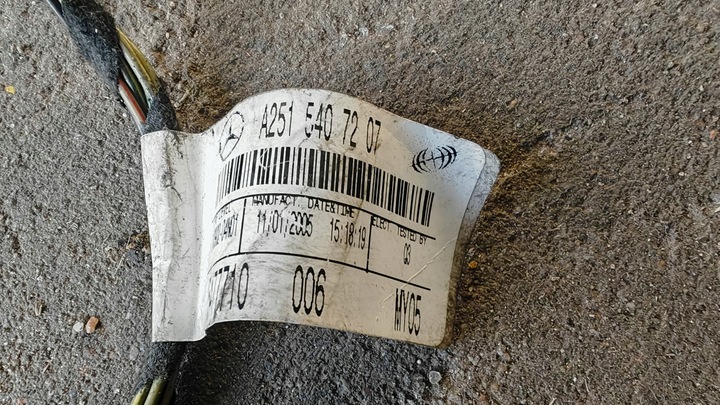 A251 540 72 07
MANUFACT. DATE&TIME
11/01/2005 15:18:19
ELECT. TESTED BY
Q3
7710 006 MY05